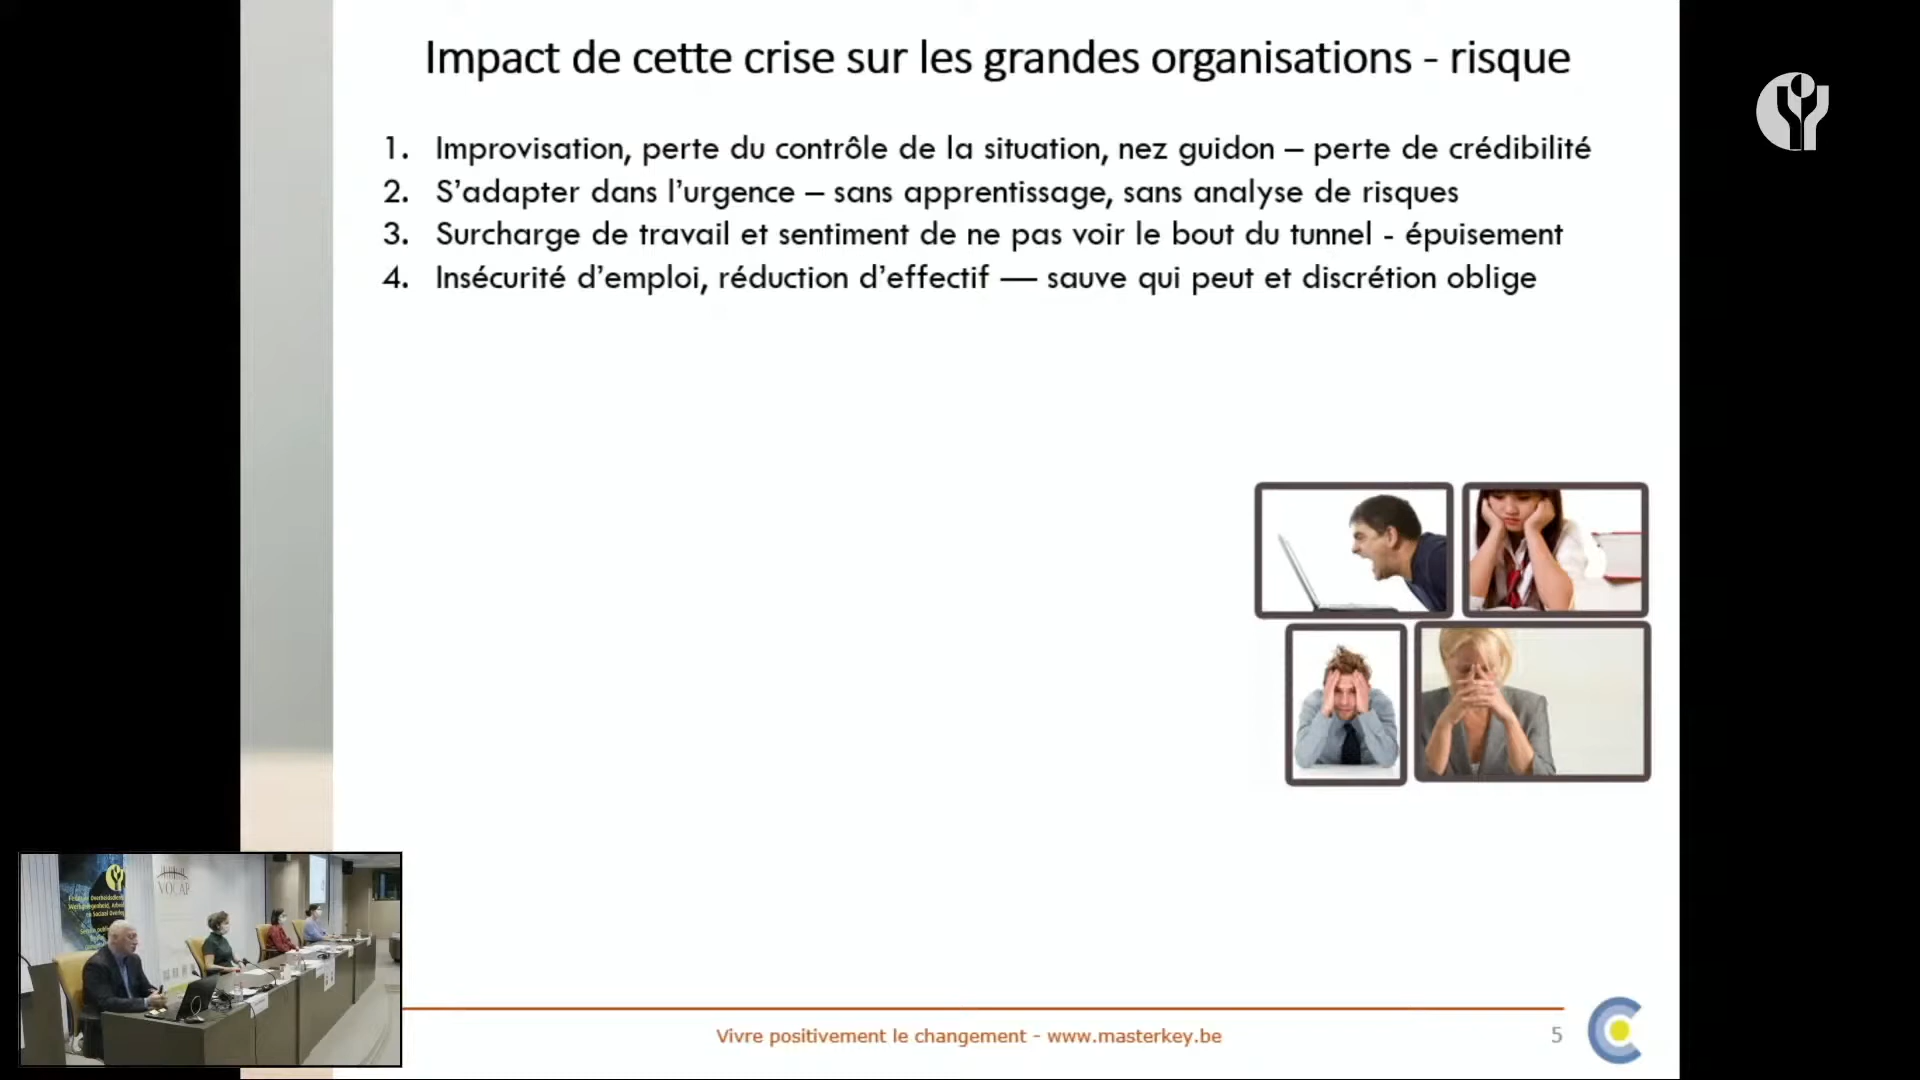 Impact de cette crise sur les grandes organisations - risque
1. Improvisation, perte du contrôle de la situation, nez guidon – perte de crédibilité
2. S’adapter dans l’urgence – sans apprentissage, sans analyse de risques
3. Surcharge de travail et sentiment de ne pas voir le bout du tunnel - épuisement
4. Insécurité d’emploi, réduction d’effectif — sauve qui peut et discrétion oblige
VOCAP
Vivre positivement le changement - www.masterkey.be
5